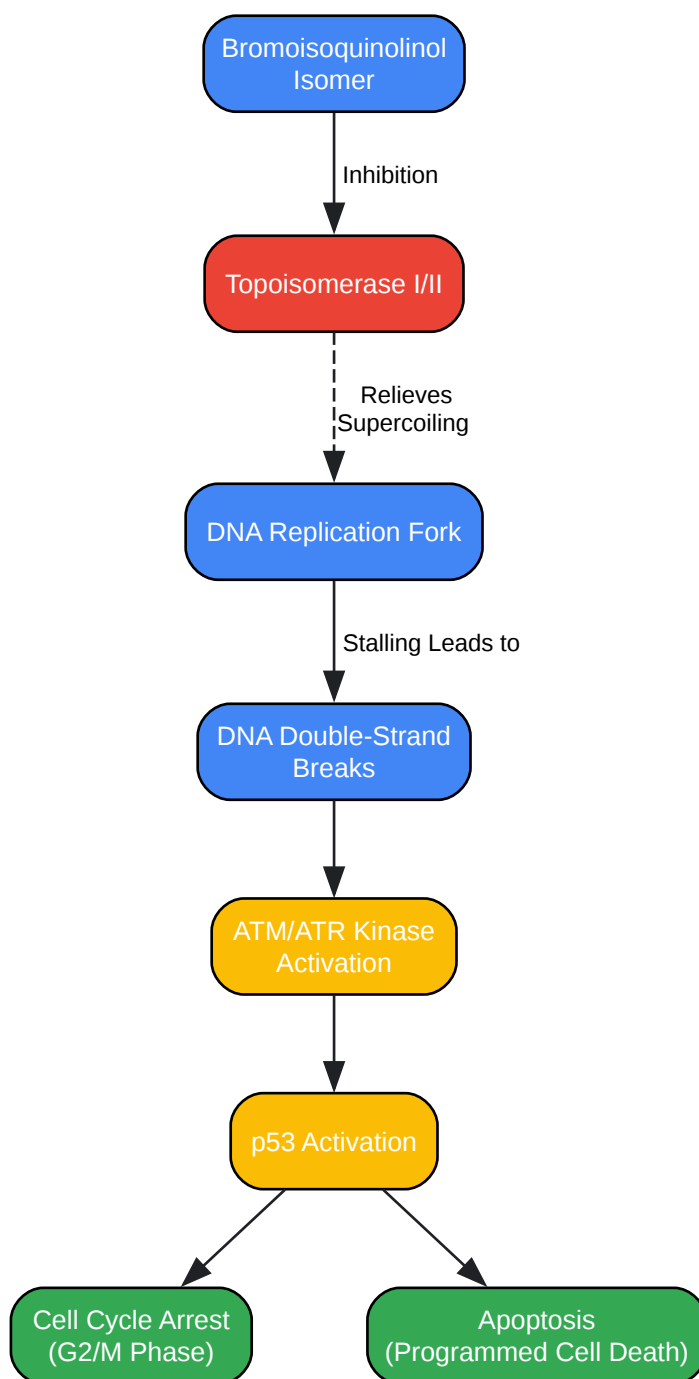 Bromoisoquinolinol
Isomer
Inhibition
Topoisomerase I/II
Relieves
Supercoiling
DNA Replication Fork
Stalling Leads to
DNA Double-Strand
Breaks
ATM/ATR Kinase
Activation
p53 Activation
Cell Cycle Arrest
(G2/M Phase)
Apoptosis
(Programmed Cell Death)